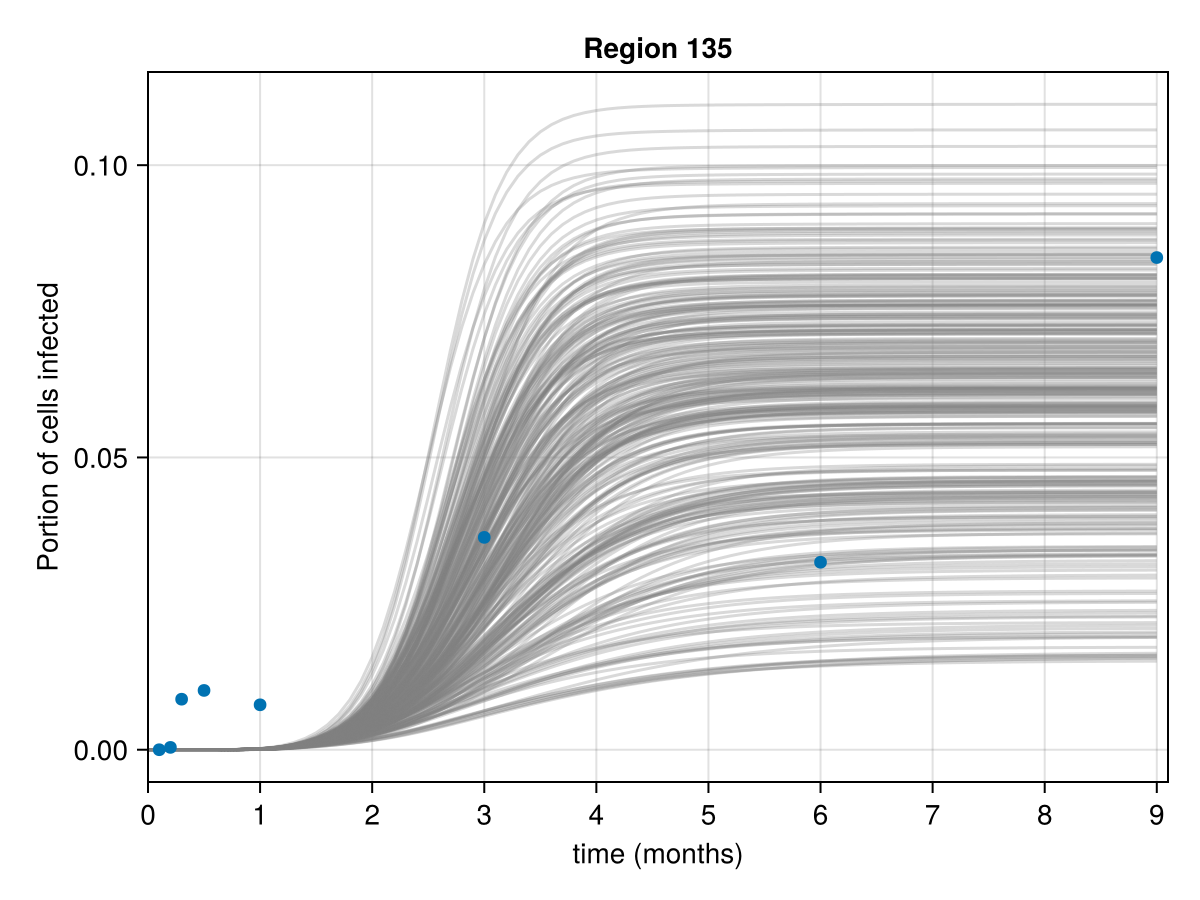 Region 135
Portion of cells infected
0.10
0.05
0.00
0 1 2 3 4 5 6 7 8 9
time (months)